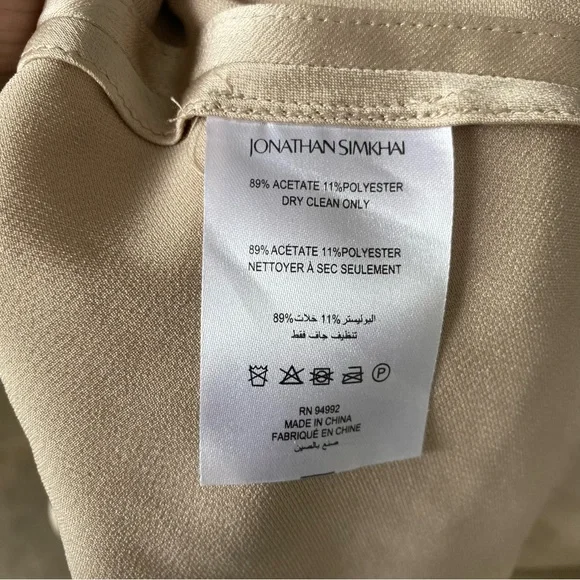 JONATHAN SIMKHAI
89% ACETATE 11%POLYESTER
DRY CLEAN ONLY
89% ACÉTATE 11%POLYESTER
NETTOYER À SEC SEULEMENT
البوليستر 11% خلات 89%
تنظيف جاف فقط
P
RN 94992
MADE IN CHINA
FABRIQUÉ EN CHINE
صنع بالصين